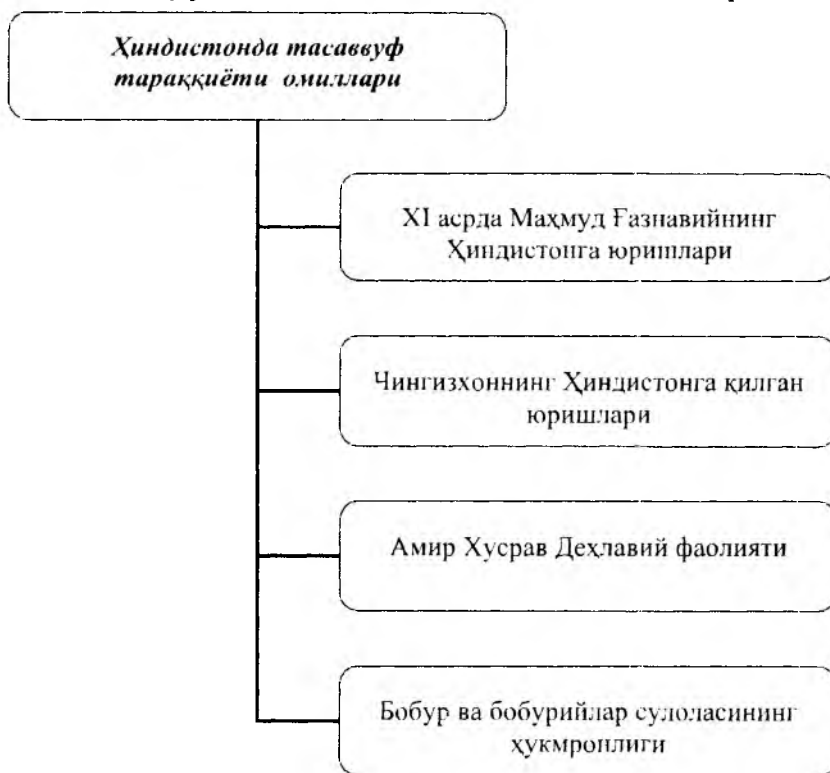 Ҳиндистонда тасаввуф
тараққиёти омиллари
XI асрда Маҳмуд Ғазнавийнинг
Ҳиндистонга юришлари
Чингизхоннинг Ҳиндистонга қилган
юришлари
Амир Хусрав Деҳлавий фаолияти
Бобур ва бобурийлар сулоласининг
ҳукмронлиги